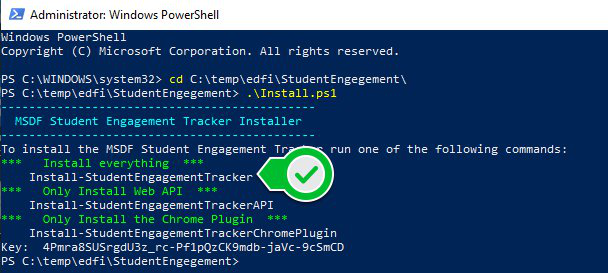 Administrator: Windows PowerShell
Windows PowerShell
Copyright (C) Microsoft Corporation. All rights reserved.
PS C:\WINDOWS\system32> cd C:\temp\edfi\StudentEngegement\
PS C:\temp\edfi\StudentEngegement> .\Install.ps1
----------------------------------------
MSDF Student Engagement Tracker Installer
----------------------------------------
To install the MSDF Student Engagement run one of the following commands:
*** Install everything ***
Install-StudentEngagementTracker
*** Only Install Web API ***
Install-StudentEngagementTrackerAPI
*** Only Install the Chrome Plugin ***
Install-StudentEngagementTrackerChromePlugin
Key: 4Pmra8SUSrgdU3z_rc-Pf1pQzCK9mdb-jaVc-9cSmCD
PS C:\temp\edfi\StudentEngegement>